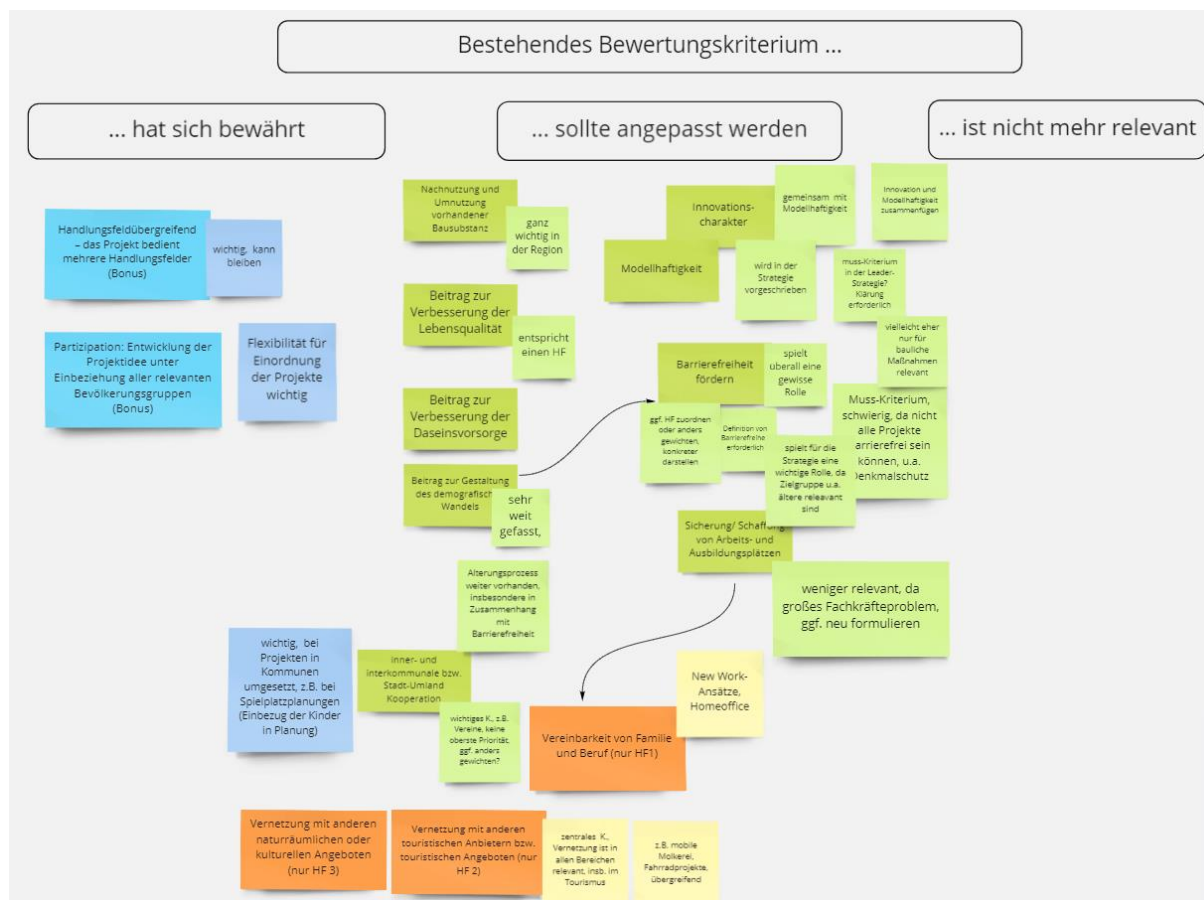 Bestehendes Bewertungskriterium ...
... hat sich bewährt
... sollte angepasst werden
... ist nicht mehr relevant
Handlungsfeldübergreifend
– das Projekt bedient
mehrere Handlungsfelder
(Bonus)
wichtig, kann
bleiben
Partizipation: Entwicklung der
Projektidee unter
Einbeziehung aller relevanten
Bevölkerungsgruppen
(Bonus)
Flexibilität für
Einordnung
der Projekte
wichtig
wichtig, bei
Projekten in
Kommunen
umgesetzt, z.B. bei
Spielplatzplanungen
(Einbezug der Kinder
in Planung)
Nachnutzung und
Umnutzung
vorhandener
Bausubstanz
ganz
wichtig in
der Region
Beitrag zur
Verbesserung der
Lebensqualität
entspricht
einen HF
Beitrag zur
Verbesserung der
Daseinsvorsorge
Beitrag zur Gestaltung
des demografischen
Wandels
sehr
weit
gefasst,
Alterungsprozess
weiter vorhanden,
insbesondere in
Zusammenhang
mit
Barrierefreiheit
inner- und
interkommunale bzw.
Stadt-Umland
Kooperation
wichtiges K., z.B.
Vereine, keine
oberste Priorität,
ggf. anders
gewichten?
Innovations-
charakter
gemeinsam mit
Modellhaftigkeit
Innovation und
Modellhaftigkeit
zusammenfügen
Modellhaftigkeit
wird in der
Strategie
vorgeschrieben
muss-Kriterium
in der Leader-
Strategie?
Klärung
erforderlich
vielleicht eher
nur für
bauliche
Maßnahmen
relevant
Barrierefreiheit
fördern
spielt
überall eine
gewisse
Rolle
ggf. HF zuordnen
oder anders
gewichten,
konkreter
darstellen
Definition von
Barrierefreihe
erforderlich
spielt für die
Strategie eine
wichtige Rolle, da
Zielgruppe u.a.
ältere releavant
sind
Muss-Kriterium,
schwierig, da nicht
alle Projekte
barrierefrei sein
können, u.a.
Denkmalschutz
Sicherung/ Schaffung
von Arbeits- und
Ausbildungsplätzen
weniger relevant, da
großes Fachkräfteproblem,
ggf. neu formulieren
New Work-
Ansätze,
Homeoffice
Vereinbarkeit von Familie
und Beruf (nur HF1)
Vernetzung mit anderen
naturräumlichen oder
kulturellen Angeboten
(nur HF 3)
Vernetzung mit anderen
touristischen Anbietern bzw.
touristischen Angeboten (nur
HF 2)
zentrales K.,
Vernetzung ist in
allen Bereichen
relevant, insb. im
Tourismus
z.B. mobile
Molkerei,
Fahrradprojekte,
übergreifend